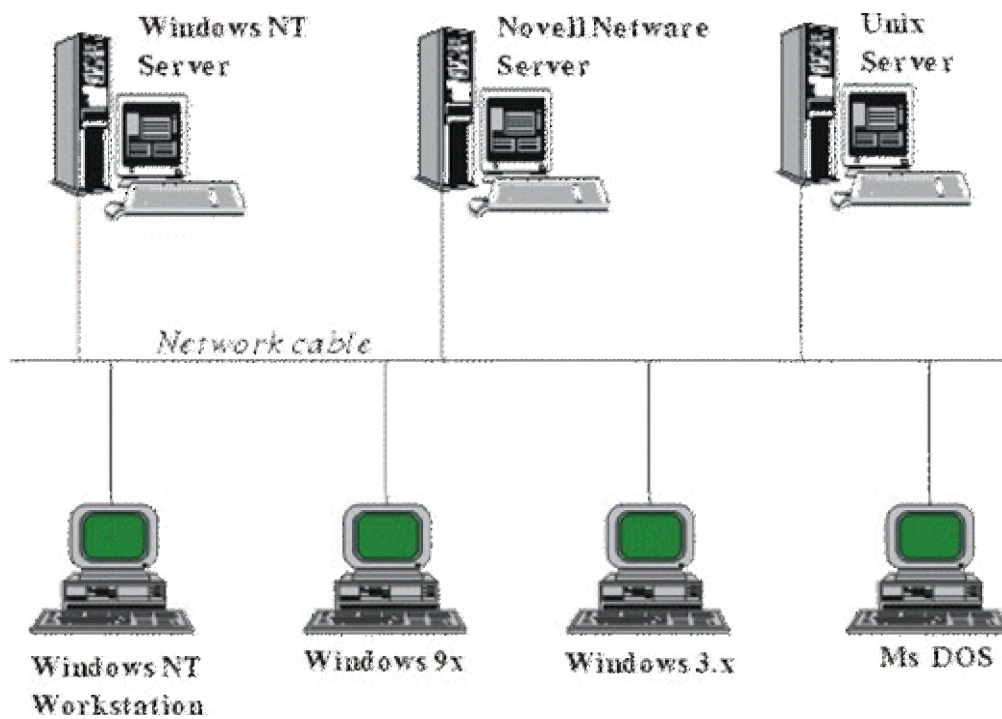 Windows NT
Server
Novell Netware
Server
Unix
Server
Network cable
Windows NT
Workstation
Windows 9x
Windows 3.x
Ms DOS